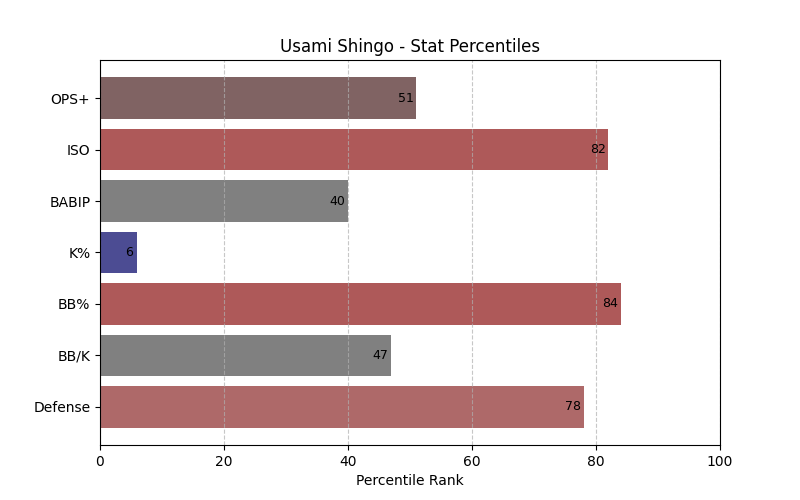 Usami Shingo - Stat Percentiles
OPS+
51
ISO
82
BABIP
40
K%
6
BB%
84
BB/K
47
Defense
78
0 20 40 60 80 100
Percentile Rank